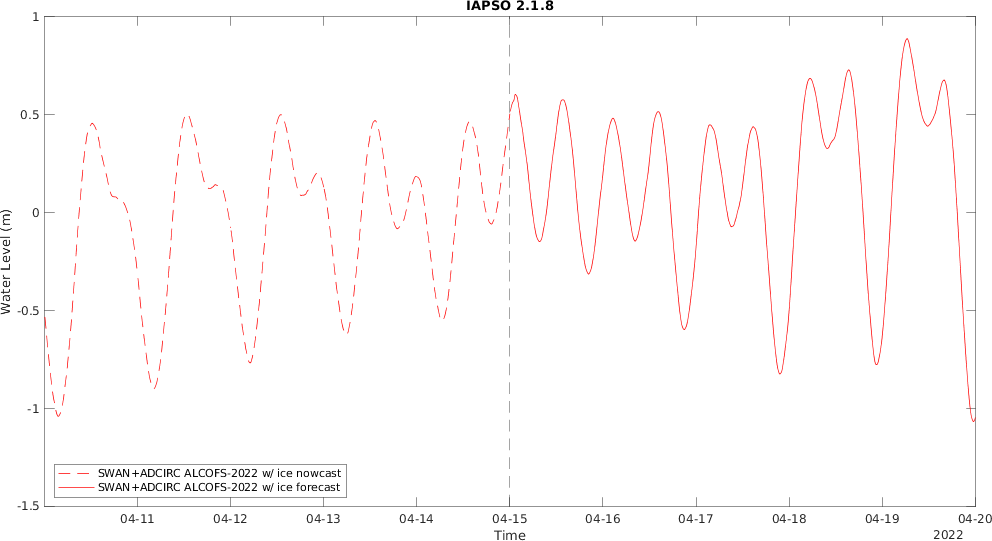 IAPSO 2.1.8
Water Level (m)
1
0.5
0
-0.5
-1
-1.5
SWAN+ADCIRC ALCOFS-2022 w/ ice nowcast
SWAN+ADCIRC ALCOFS-2022 w/ ice forecast
04-11 04-12 04-13 04-14 04-15 04-16 04-17 04-18 04-19 04-20
Time
2022